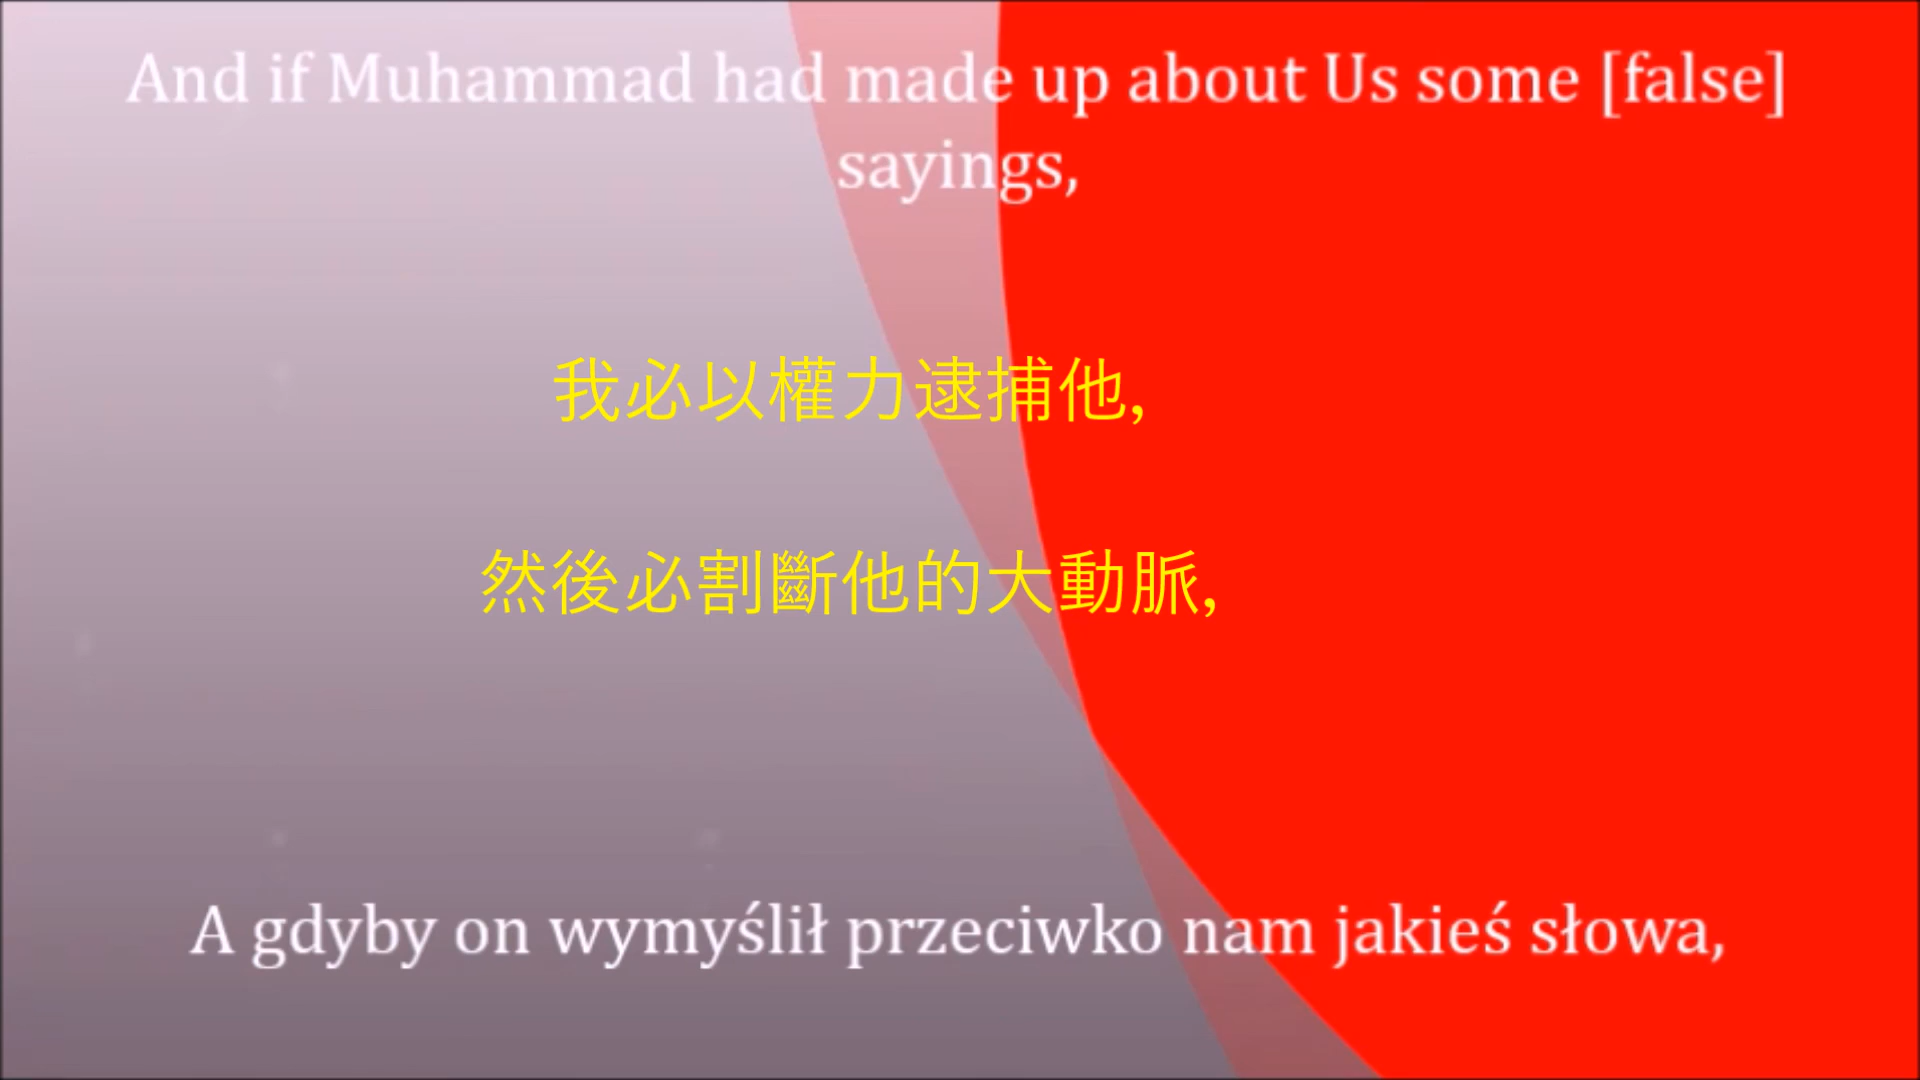 And if Muhammad had made up about Us some [false]
sayings,
我必以權力逮捕他,
然後必割斷他的大動脈,
A gdyby on wymyślił przeciwko nam jakieś słowa,